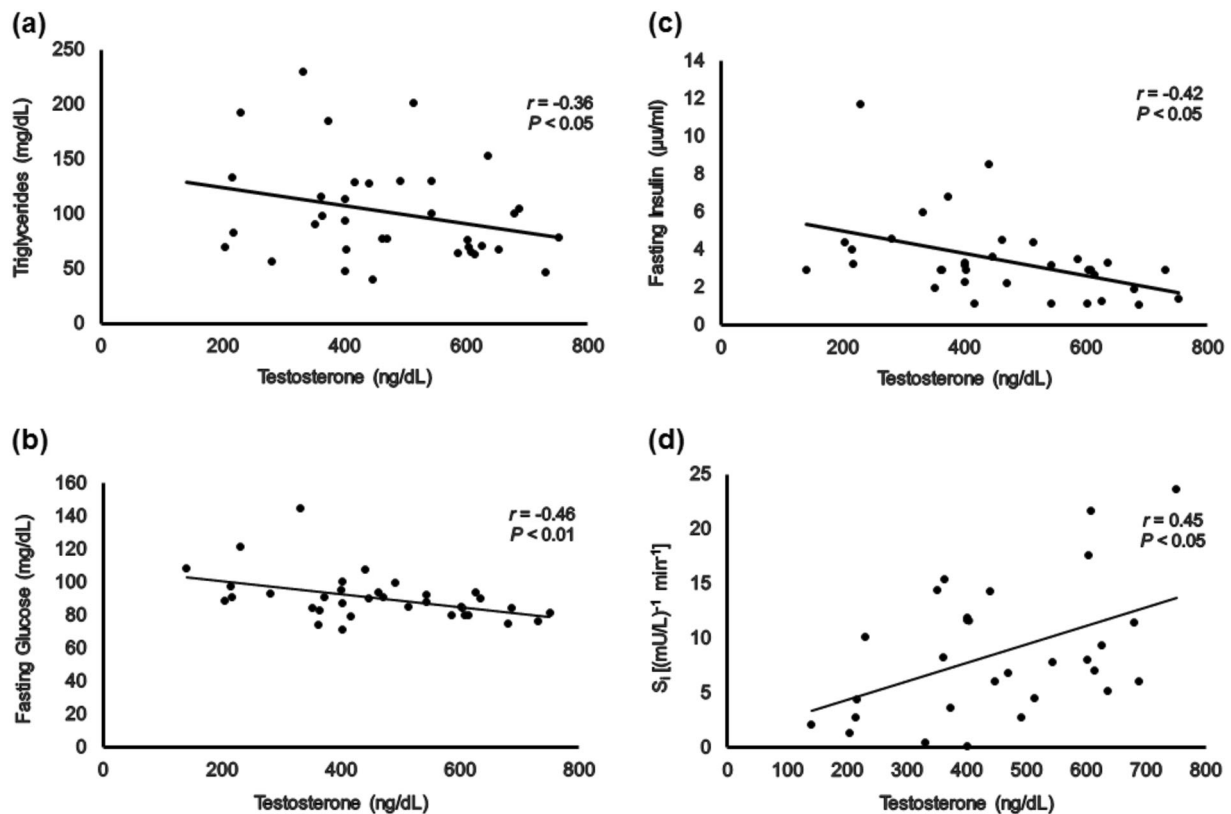 (a)
250
200
150
100
50
0
Triglycerides (mg/dL)
r = -0.36
P < 0.05
0 200 400 600 800
Testosterone (ng/dL)
(b)
160
140
120
100
80
60
40
20
0
Fasting Glucose (mg/dL)
r = -0.46
P < 0.01
0 200 400 600 800
Testosterone (ng/dL)
(c)
14
12
10
8
6
4
2
0
Fasting Insulin (µu/ml)
r = -0.42
P < 0.05
0 200 400 600 800
Testosterone (ng/dL)
(d)
25
20
15
10
5
0
S_I [(mU/L)⁻¹ min⁻¹]
r = 0.45
P < 0.05
0 100 200 300 400 500 600 700 800
Testosterone (ng/dL)